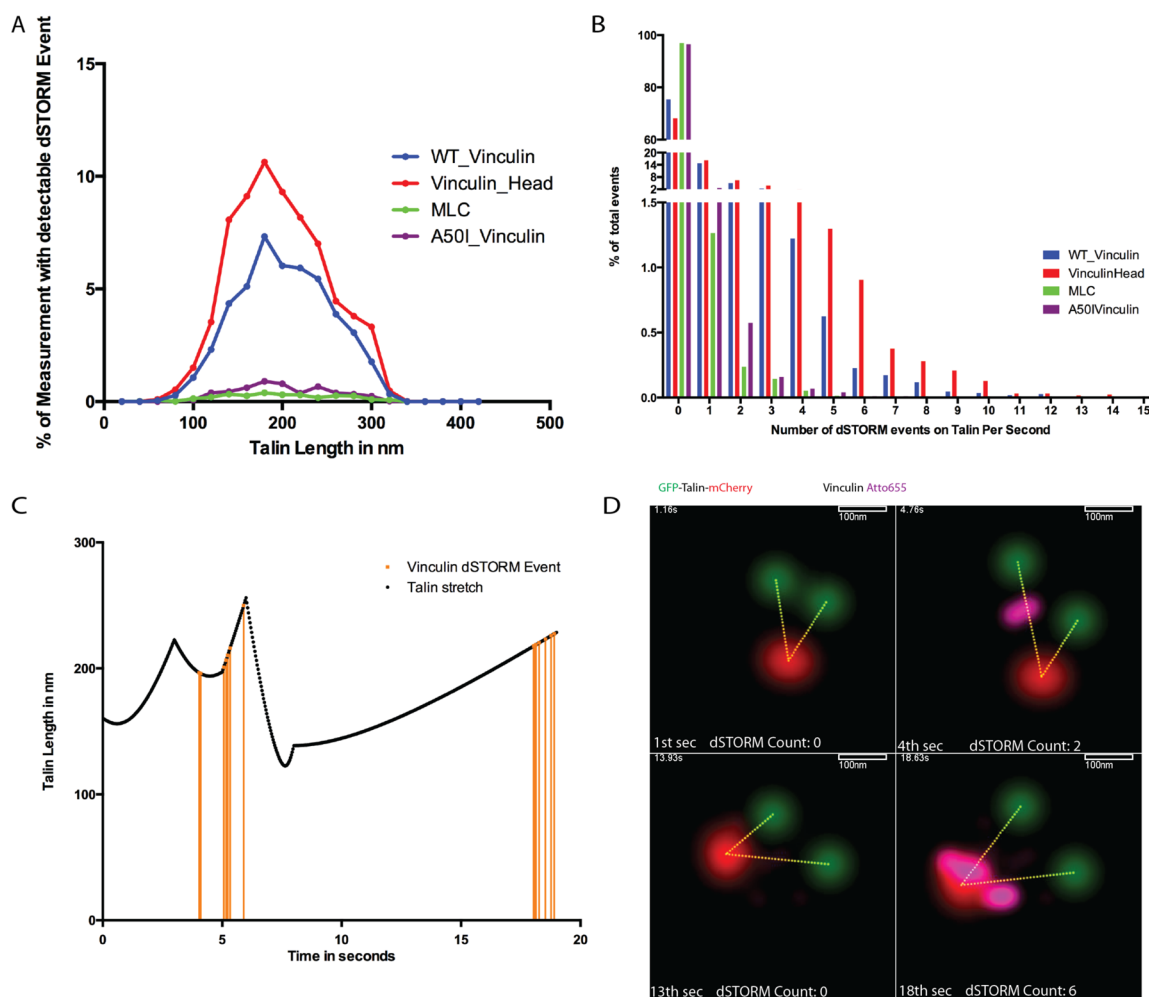 A
% of Measurement with detectable dSTORM Event
15
10
5
0
0 100 200 300 400 500
Talin Length in nm
WT_Vinculin
Vinculin_Head
MLC
A50I_Vinculin
B
% of total events
100
80
60
20
14
8
2
1.5
1.0
0.5
0.0
0 1 2 3 4 5 6 7 8 9 10 11 12 13 14 15
Number of dSTORM events on Talin Per Second
WT_Vinculin
VinculinHead
MLC
A50IVinculin
C
Talin Length in nm
300
200
100
0
0 5 10 15 20
Time in seconds
Vinculin dSTORM Event
Talin stretch
D
GFP-Talin-mCherry Vinculin Atto655
1.16s
100nm
1st sec dSTORM Count: 0
4.76s
100nm
4th sec dSTORM Count: 2
13.93s
100nm
13th sec dSTORM Count: 0
18.63s
100nm
18th sec dSTORM Count: 6